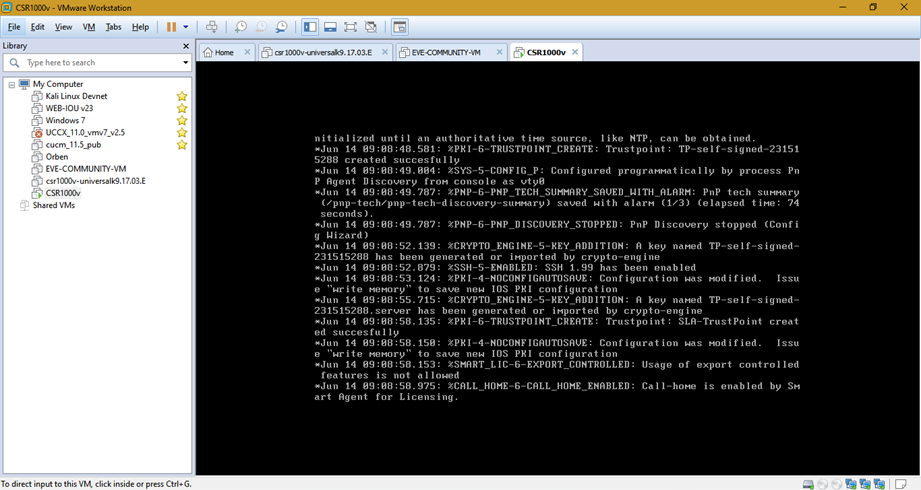 CSR1000v - VMware Workstation
File Edit View VM Tabs Help
Library
Type here to search
My Computer
Kali Linux Devnet
WEB-IOU v23
Windows 7
UCCX_11.0_vmv7_v2.5
cucm_11.5_pub
Orben
EVE-COMMUNITY-VM
csr1000v-universalk9.17.03.E
CSR1000v
Shared VMs
Home csr1000v-universalk9.17.03.E EVE-COMMUNITY-VM CSR1000v
nitialized until an authoritative time source, like NTP, can be obtained.
*Jun 14 09:08:48.581: %PKI-6-TRUSTPOINT_CREATE: Trustpoint: TP-self-signed-23151
5288 created succesfully
*Jun 14 09:08:49.004: %SYS-5-CONFIG_P: Configured programmatically by process Pn
P Agent Discovery from console as vty0
*Jun 14 09:08:49.787: %PNP-6-PNP_TECH_SUMMARY_SAVED_WITH_ALARM: PnP tech summary
(/pnp-tech/pnp-tech-discovery-summary) saved with alarm (1/3) (elapsed time: 74
seconds).
*Jun 14 09:08:49.787: %PNP-6-PNP_DISCOVERY_STOPPED: PnP Discovery stopped (Confi
g Wizard)
*Jun 14 09:08:52.139: %CRYPTO_ENGINE-5-KEY_ADDITION: A key named TP-self-signed-
231515288 has been generated or imported by crypto-engine
*Jun 14 09:08:52.879: %SSH-5-ENABLED: SSH 1.99 has been enabled
*Jun 14 09:08:53.124: %PKI-4-NOCONFIGAUTOSAVE: Configuration was modified.  Issu
e "write memory" to save new IOS PKI configuration
*Jun 14 09:08:55.715: %CRYPTO_ENGINE-5-KEY_ADDITION: A key named TP-self-signed-
231515288.server has been generated or imported by crypto-engine
*Jun 14 09:08:58.135: %PKI-6-TRUSTPOINT_CREATE: Trustpoint: SLA-TrustPoint creat
ed succesfully
*Jun 14 09:08:58.150: %PKI-4-NOCONFIGAUTOSAVE: Configuration was modified.  Issu
e "write memory" to save new IOS PKI configuration
*Jun 14 09:08:58.153: %SMART_LIC-6-EXPORT_CONTROLLED: Usage of export controlled
features is not allowed
*Jun 14 09:08:58.975: %CALL_HOME-6-CALL_HOME_ENABLED: Call-home is enabled by Sm
art Agent for Licensing.
To direct input to this VM, click inside or press Ctrl+G.